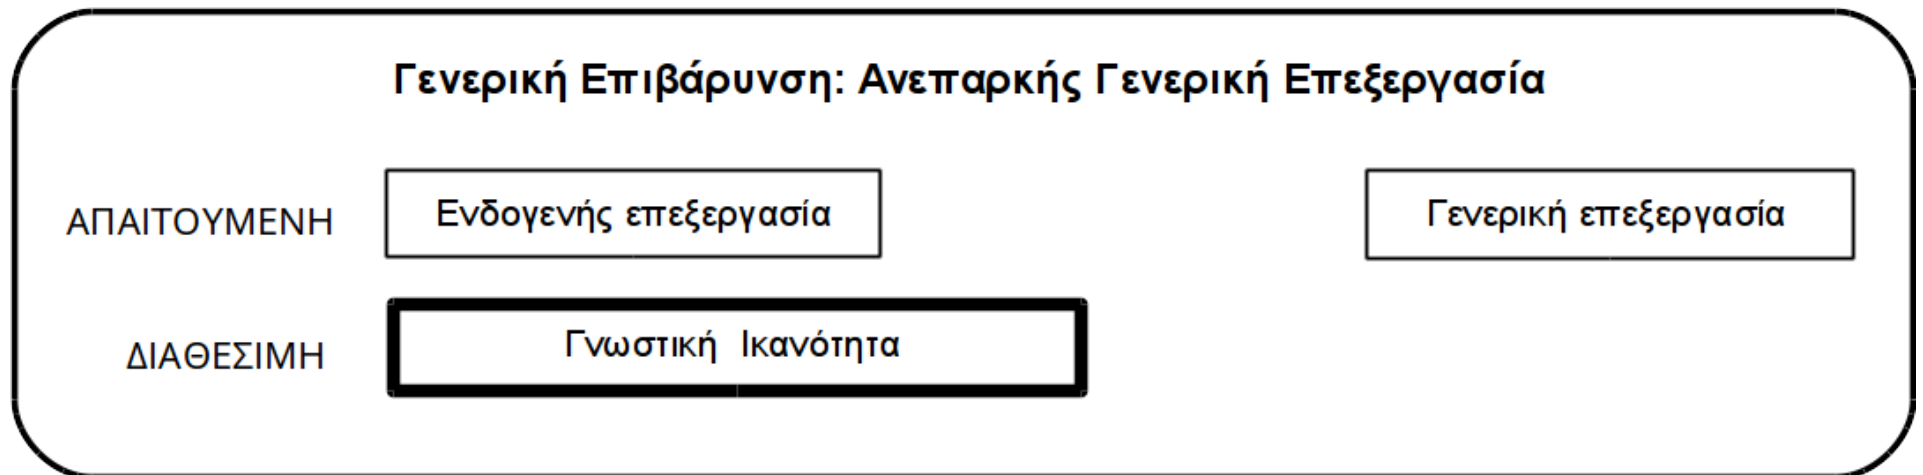 Γενερική Επιβάρυνση: Ανεπαρκής Γενερική Επεξεργασία
ΑΠΑΙΤΟΥΜΕΝΗ Ενδογενής επεξεργασία Γενερική επεξεργασία
ΔΙΑΘΕΣΙΜΗ Γνωστική Ικανότητα